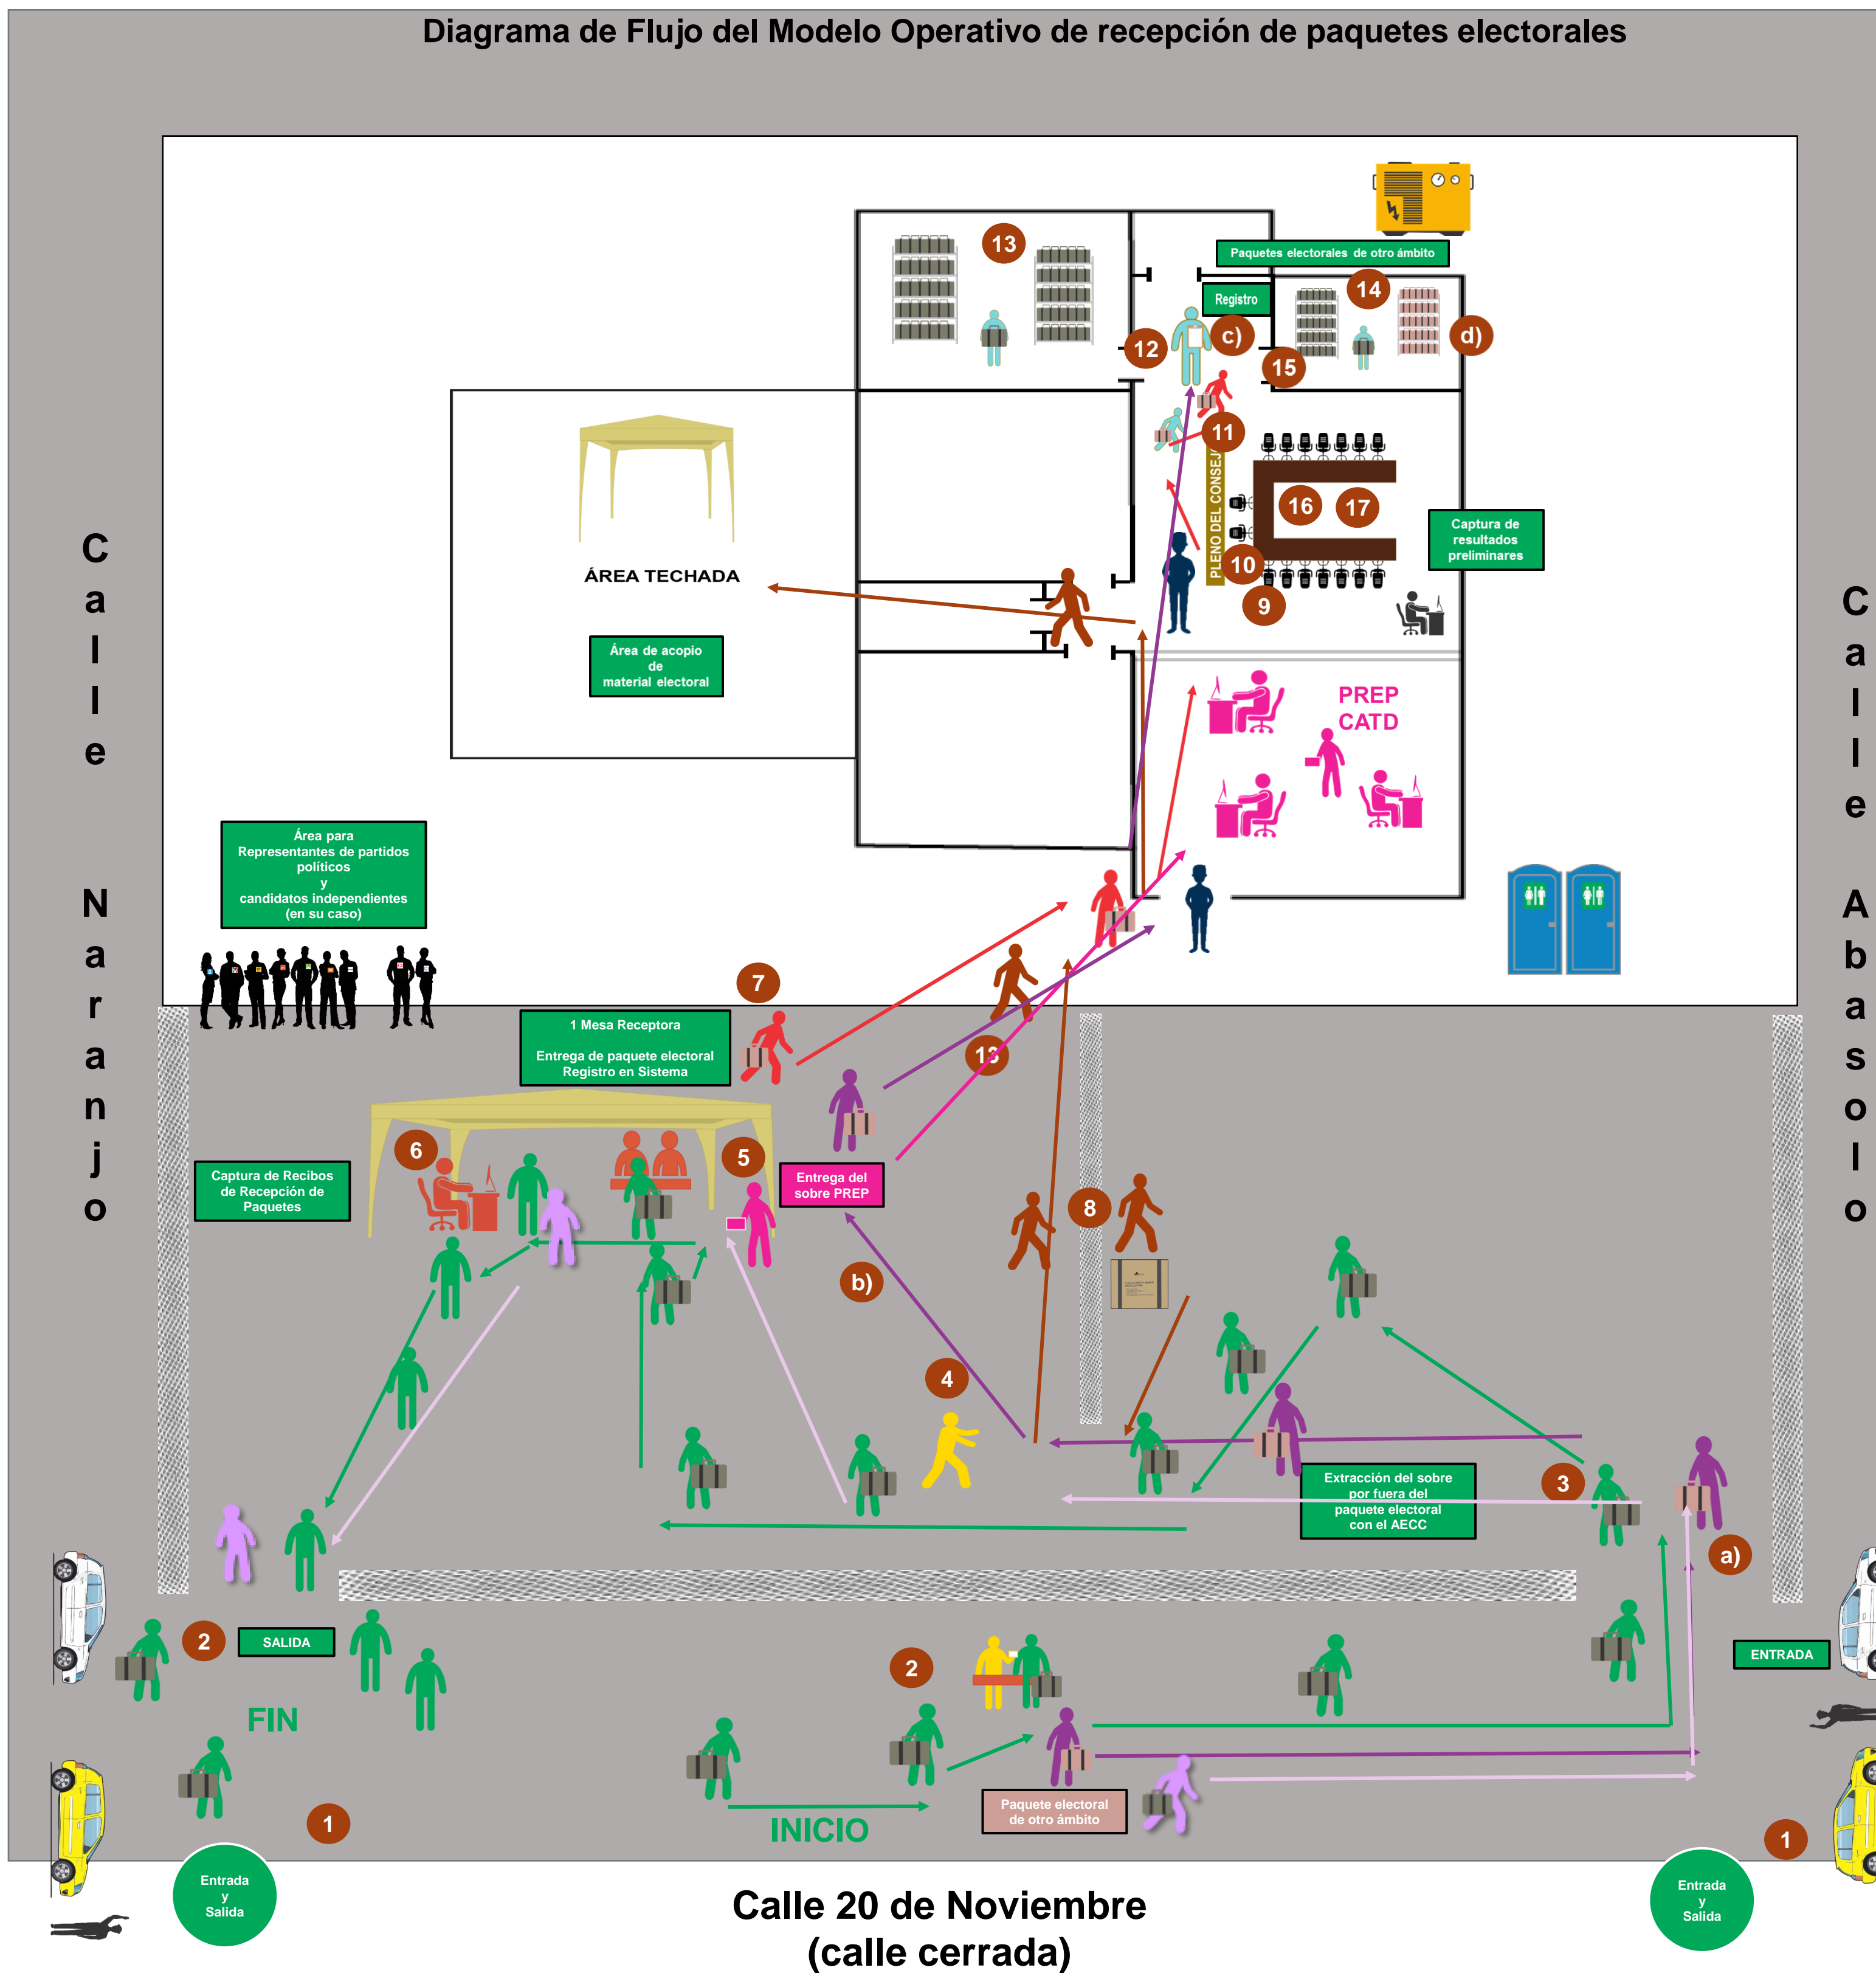 Diagrama de Flujo del Modelo Operativo de recepción de paquetes electorales
Calle Naranjo
Calle Abasolo
13
Paquetes electorales de otro ámbito
14
Registro
12
c)
d)
15
11
PLENO DEL CONSEJO
16
17
10
9
Captura de
resultados
preliminares
ÁREA TECHADA
Área de acopio
de
material electoral
PREP
CATD
Área para
Representantes de partidos
políticos
y
candidatos independientes
(en su caso)
7
1 Mesa Receptora
Entrega de paquete electoral
Registro en Sistema
13
6
5
Captura de Recibos
de Recepción de
Paquetes
Entrega del
sobre PREP
8
b)
4
3
Extracción del sobre
por fuera del
paquete electoral
con el AECC
a)
2
SALIDA
2
ENTRADA
FIN
1
INICIO
Paquete electoral
de otro ámbito
1
Entrada
y
Salida
Entrada
y
Salida
Calle 20 de Noviembre
(calle cerrada)